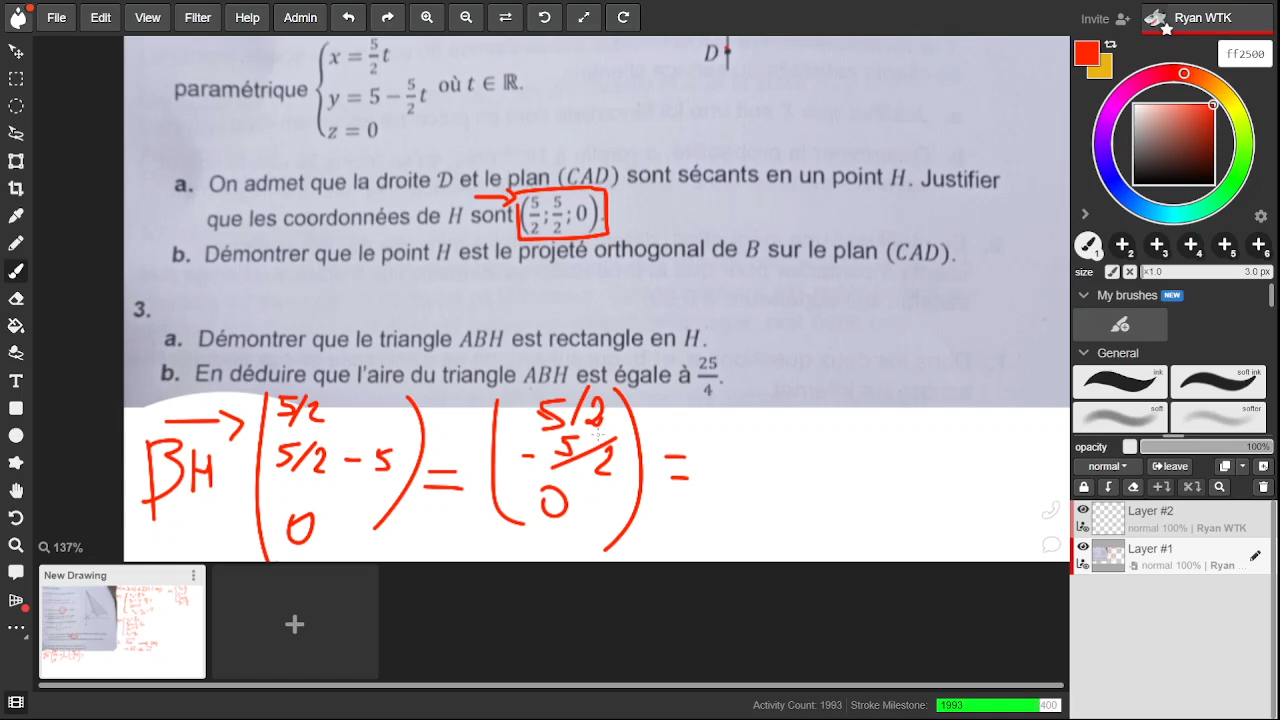 File Edit View Filter Help Admin
Invite Ryan WTK
ff2500
D
paramétrique { x = 5/2 t
y = 5 − 5/2 t où t ∈ ℝ.
z = 0
a. On admet que la droite 𝒟 et le plan (CAD) sont sécants en un point H. Justifier
que les coordonnées de H sont (5/2 ; 5/2 ; 0).
b. Démontrer que le point H est le projeté orthogonal de B sur le plan (CAD).
3.
a. Démontrer que le triangle ABH est rectangle en H.
b. En déduire que l'aire du triangle ABH est égale à 25/4.
BH (5/2 = (5/2 =
5/2 - 5 - 5/2
0) 0)
137%
New Drawing
1 2 3 4 5 6
size x1.0 3.0 px
My brushes NEW
General
ink soft ink
soft softer
opacity 100%
normal leave
Layer #2
normal 100% | Ryan WTK
Layer #1
normal 100% | Ryan W...
Activity Count: 1993 Stroke Milestone: 1993 400